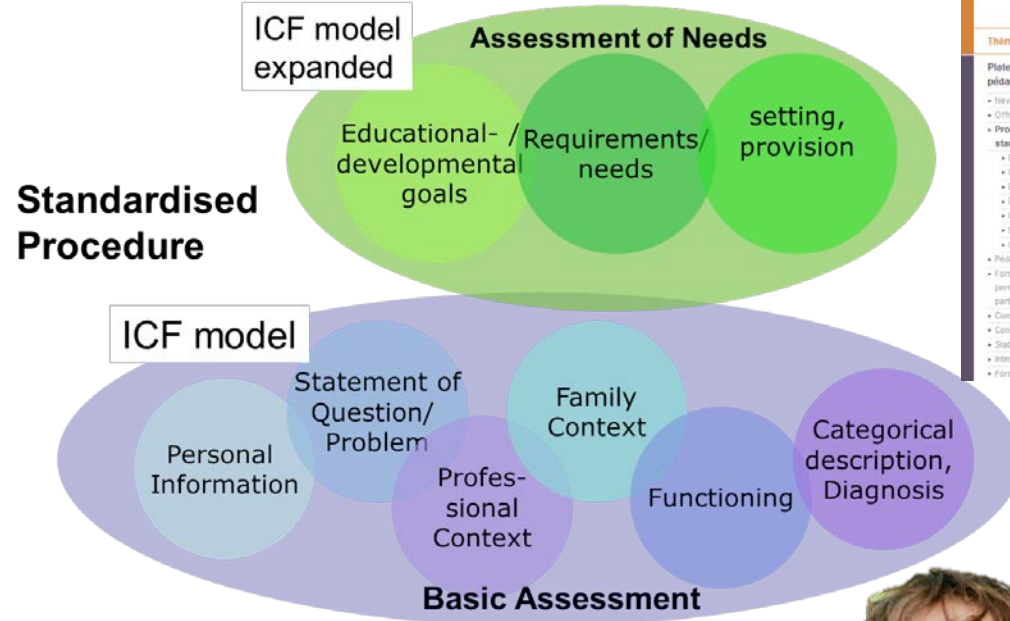 ICF model
expanded
Assessment of Needs
Educational- /
developmental
goals
Requirements/
needs
setting,
provision
Standardised
Procedure
ICF model
Personal
Information
Statement of
Question/
Problem
Profes-
sional
Context
Family
Context
Functioning
Categorical
description,
Diagnosis
Basic Assessment